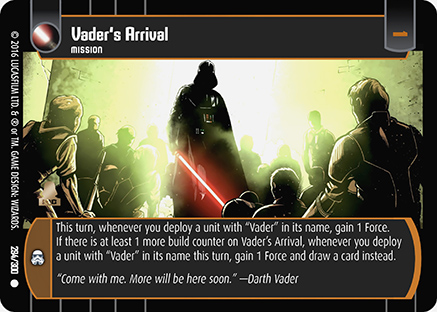 Vader's Arrival
MISSION
This turn, whenever you deploy a unit with “Vader” in its name, gain 1 Force.
If there is at least 1 more build counter on Vader's Arrival, whenever you deploy
a unit with “Vader” in its name this turn, gain 1 Force and draw a card instead.
“Come with me. More will be here soon.” —Darth Vader
© 2016 LUCASFILM LTD. & ® or TM. GAME DESIGN: WIZARDS.